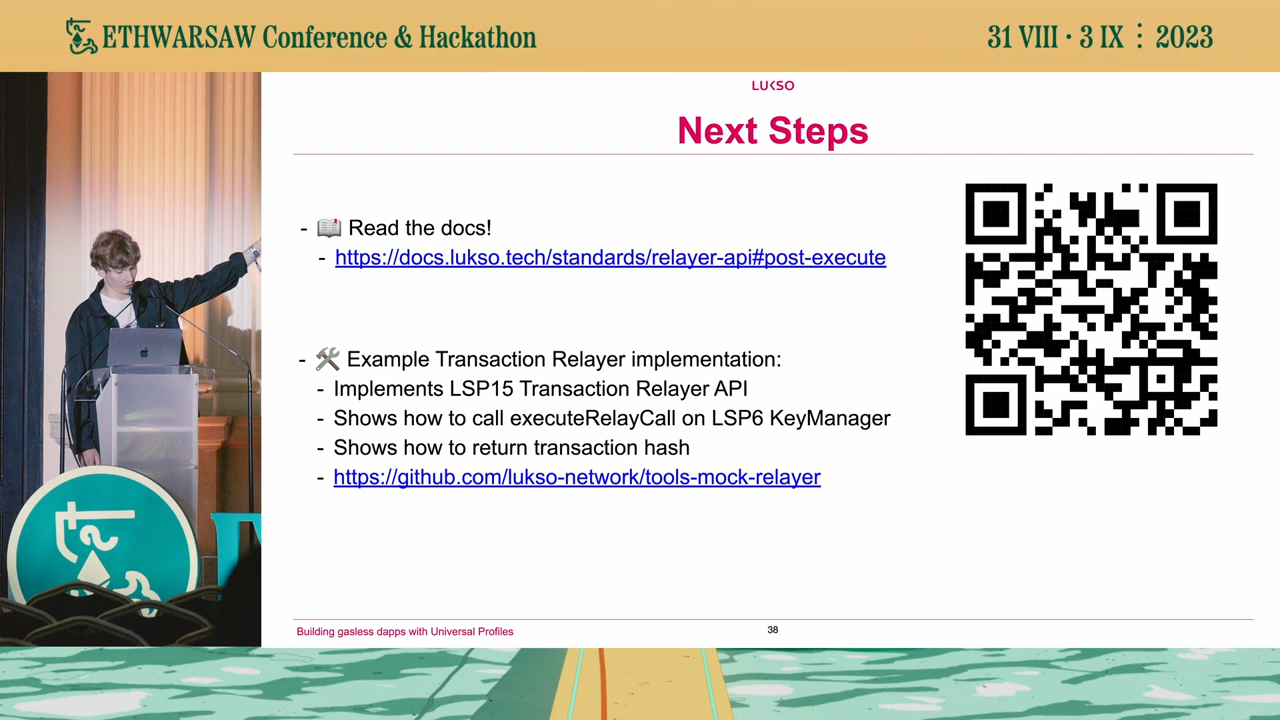 ETHWARSAW Conference & Hackathon
31 VIII · 3 IX ⋮ 2023
LUKSO
Next Steps
- 📖 Read the docs!
- https://docs.lukso.tech/standards/relayer-api#post-execute
- 🛠 Example Transaction Relayer implementation:
- Implements LSP15 Transaction Relayer API
- Shows how to call executeRelayCall on LSP6 KeyManager
- Shows how to return transaction hash
- https://github.com/lukso-network/tools-mock-relayer
Building gasless dapps with Universal Profiles
38